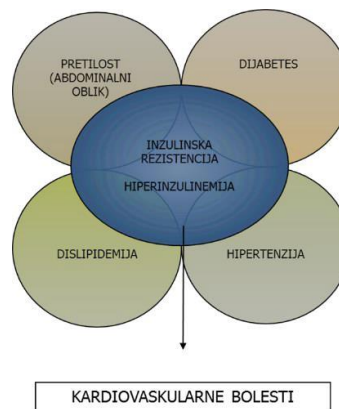 PRETILOST
(ABDOMINALNI
OBLIK)
DIJABETES
INZULINSKA
REZISTENCIJA
HIPERINZULINEMIJA
DISLIPIDEMIJA
HIPERTENZIJA
KARDIOVASKULARNE BOLESTI